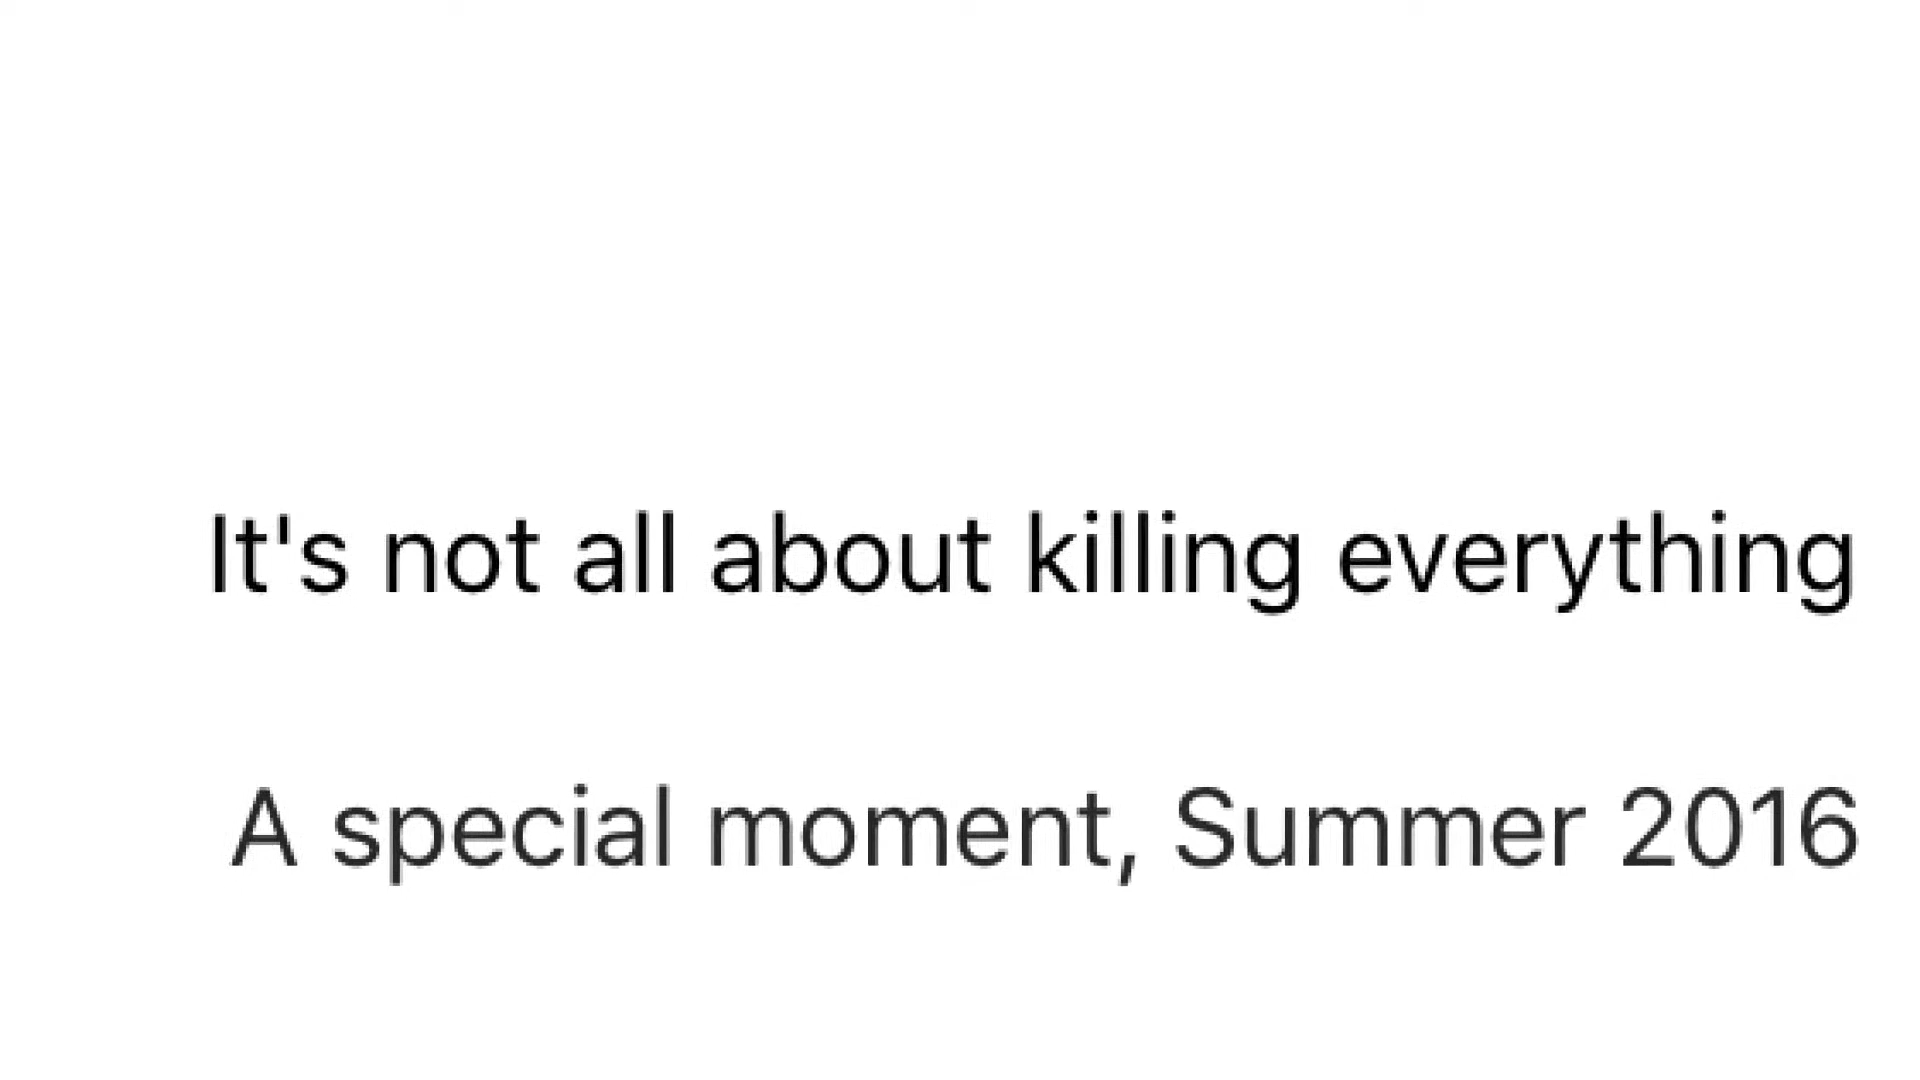 It's not all about killing everything
A special moment, Summer 2016